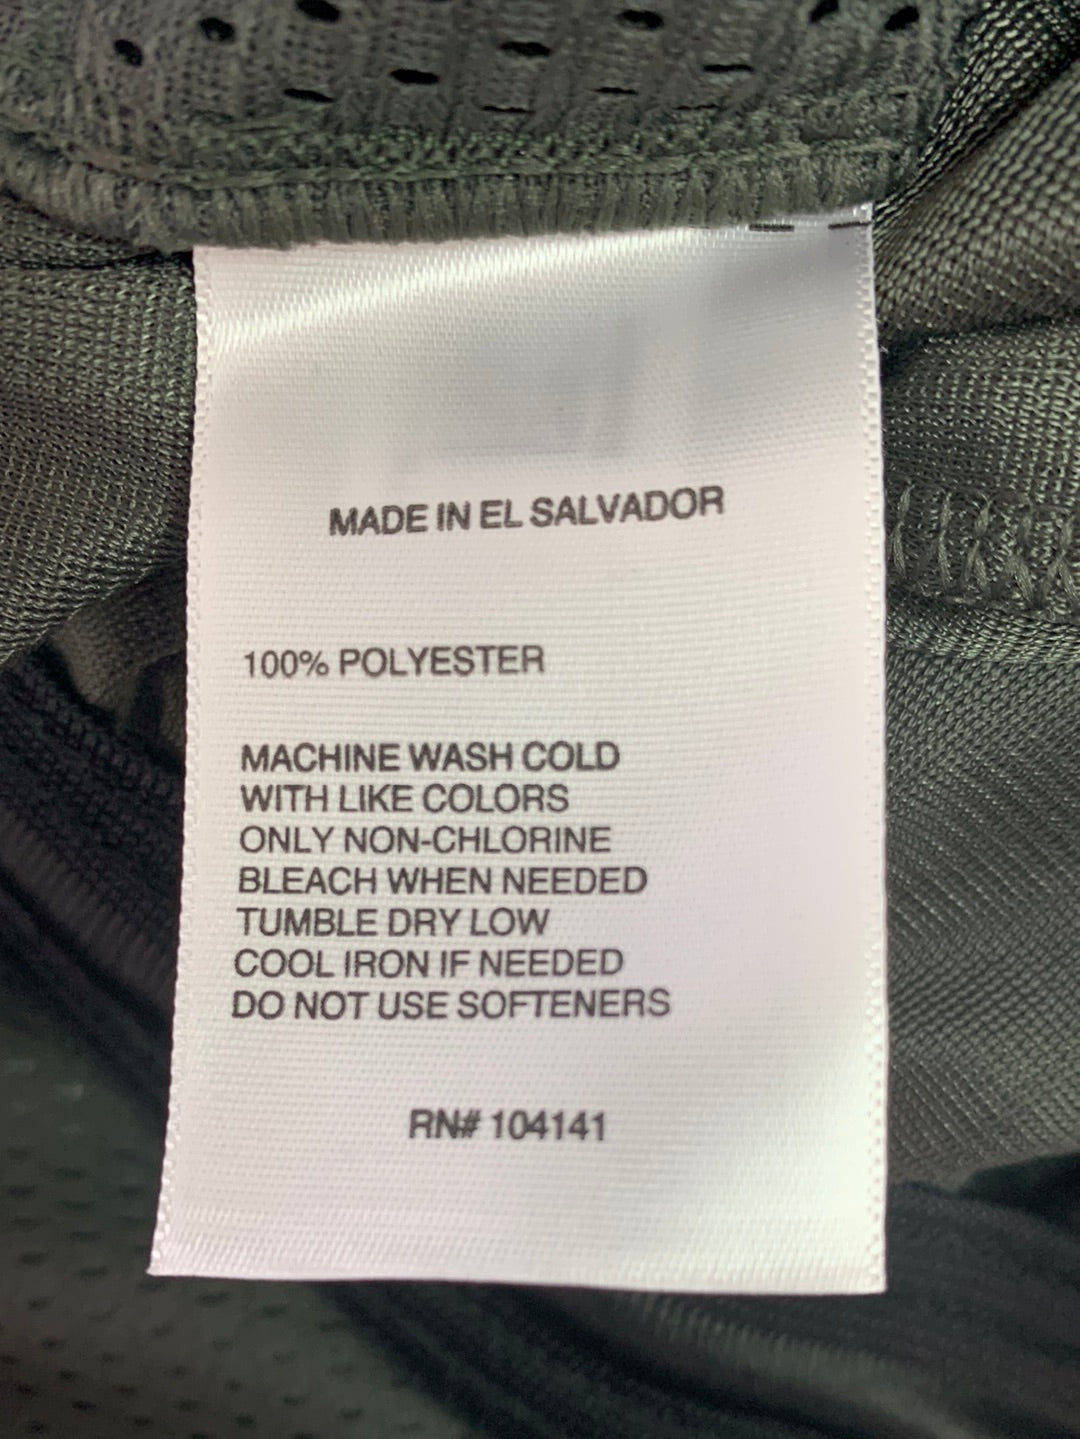 MADE IN EL SALVADOR
100% POLYESTER
MACHINE WASH COLD
WITH LIKE COLORS
ONLY NON-CHLORINE
BLEACH WHEN NEEDED
TUMBLE DRY LOW
COOL IRON IF NEEDED
DO NOT USE SOFTENERS
RN# 104141